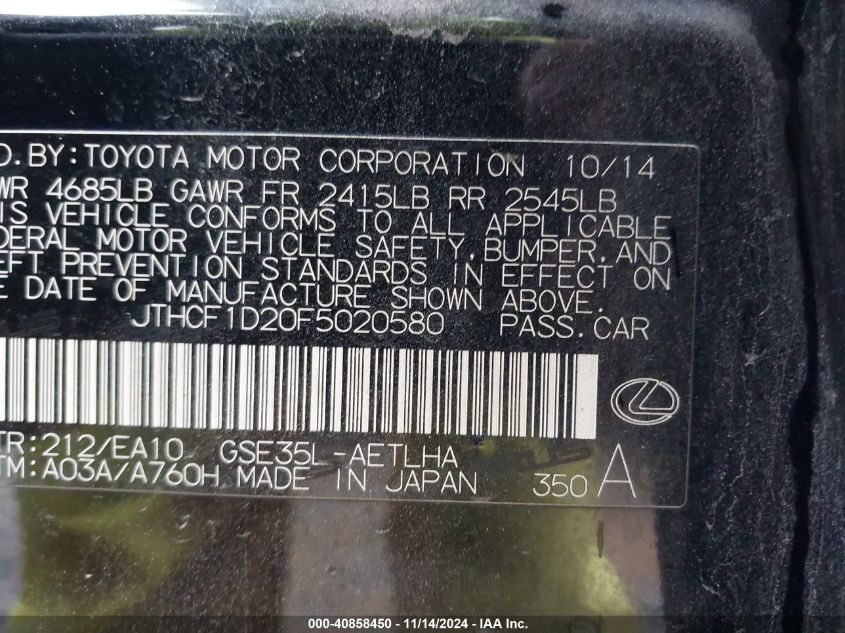 D.BY:TOYOTA MOTOR CORPORATION 10/14
WR 4685LB GAWR FR 2415LB RR 2545LB
IS VEHICLE CONFORMS TO ALL APPLICABLE
DERAL MOTOR VEHICLE SAFETY,BUMPER,AND
EFT PREVENTION STANDARDS IN EFFECT ON
E DATE OF MANUFACTURE SHOWN ABOVE.
JTHCF1D20F5020580 PASS.CAR
TR:212/EA10 GSE35L-AETLHA
TM:A03A/A760H MADE IN JAPAN 350 A
000-40858450 - 11/14/2024 - IAA Inc.